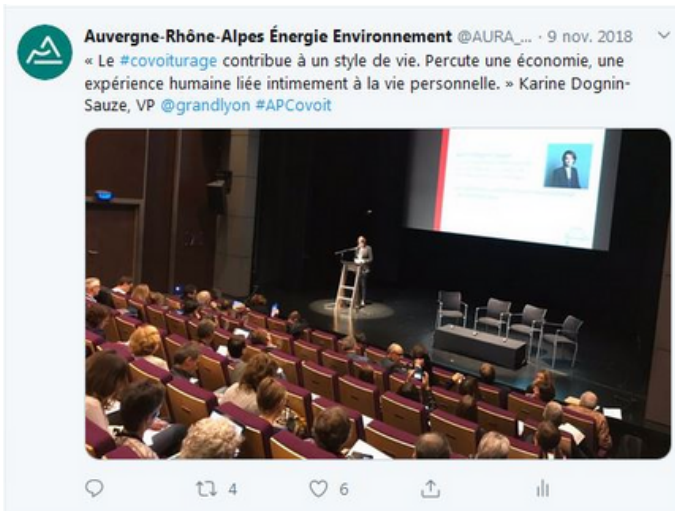 Auvergne-Rhône-Alpes Énergie Environnement @AURA_... · 9 nov. 2018
« Le #covoiturage contribue à un style de vie. Percute une économie, une
expérience humaine liée intimement à la vie personnelle. » Karine Dognin-
Sauze, VP @grandlyon #APCovoit
4
6